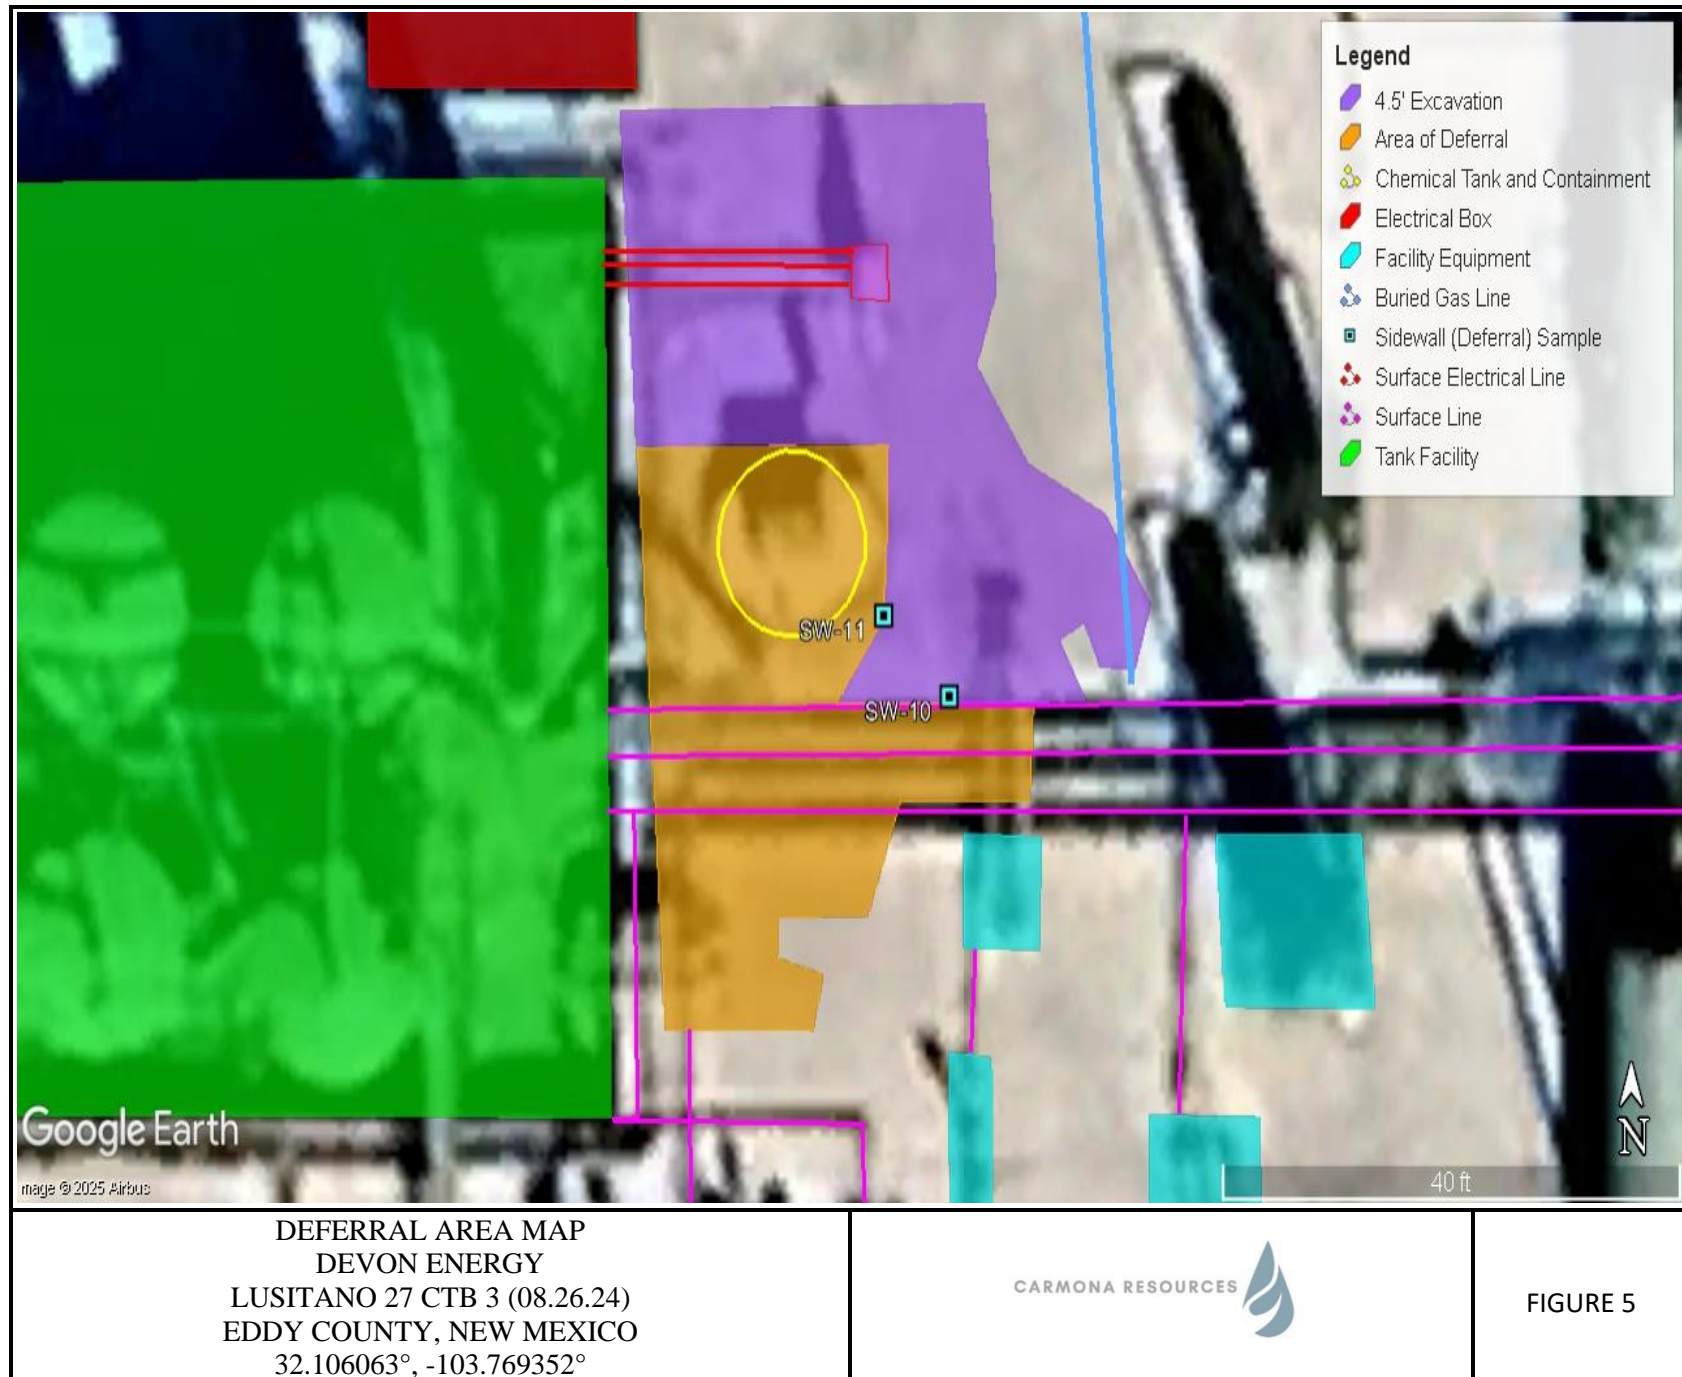 Legend
4.5' Excavation
Area of Deferral
Chemical Tank and Containment
Electrical Box
Facility Equipment
Buried Gas Line
Sidewall (Deferral) Sample
Surface Electrical Line
Surface Line
Tank Facility
SW-11
SW-10
Google Earth
mage © 2025 Airbus
N
40 ft
DEFERRAL AREA MAP
DEVON ENERGY
LUSITANO 27 CTB 3 (08.26.24)
EDDY COUNTY, NEW MEXICO
32.106063°, -103.769352°
CARMONA RESOURCES
FIGURE 5